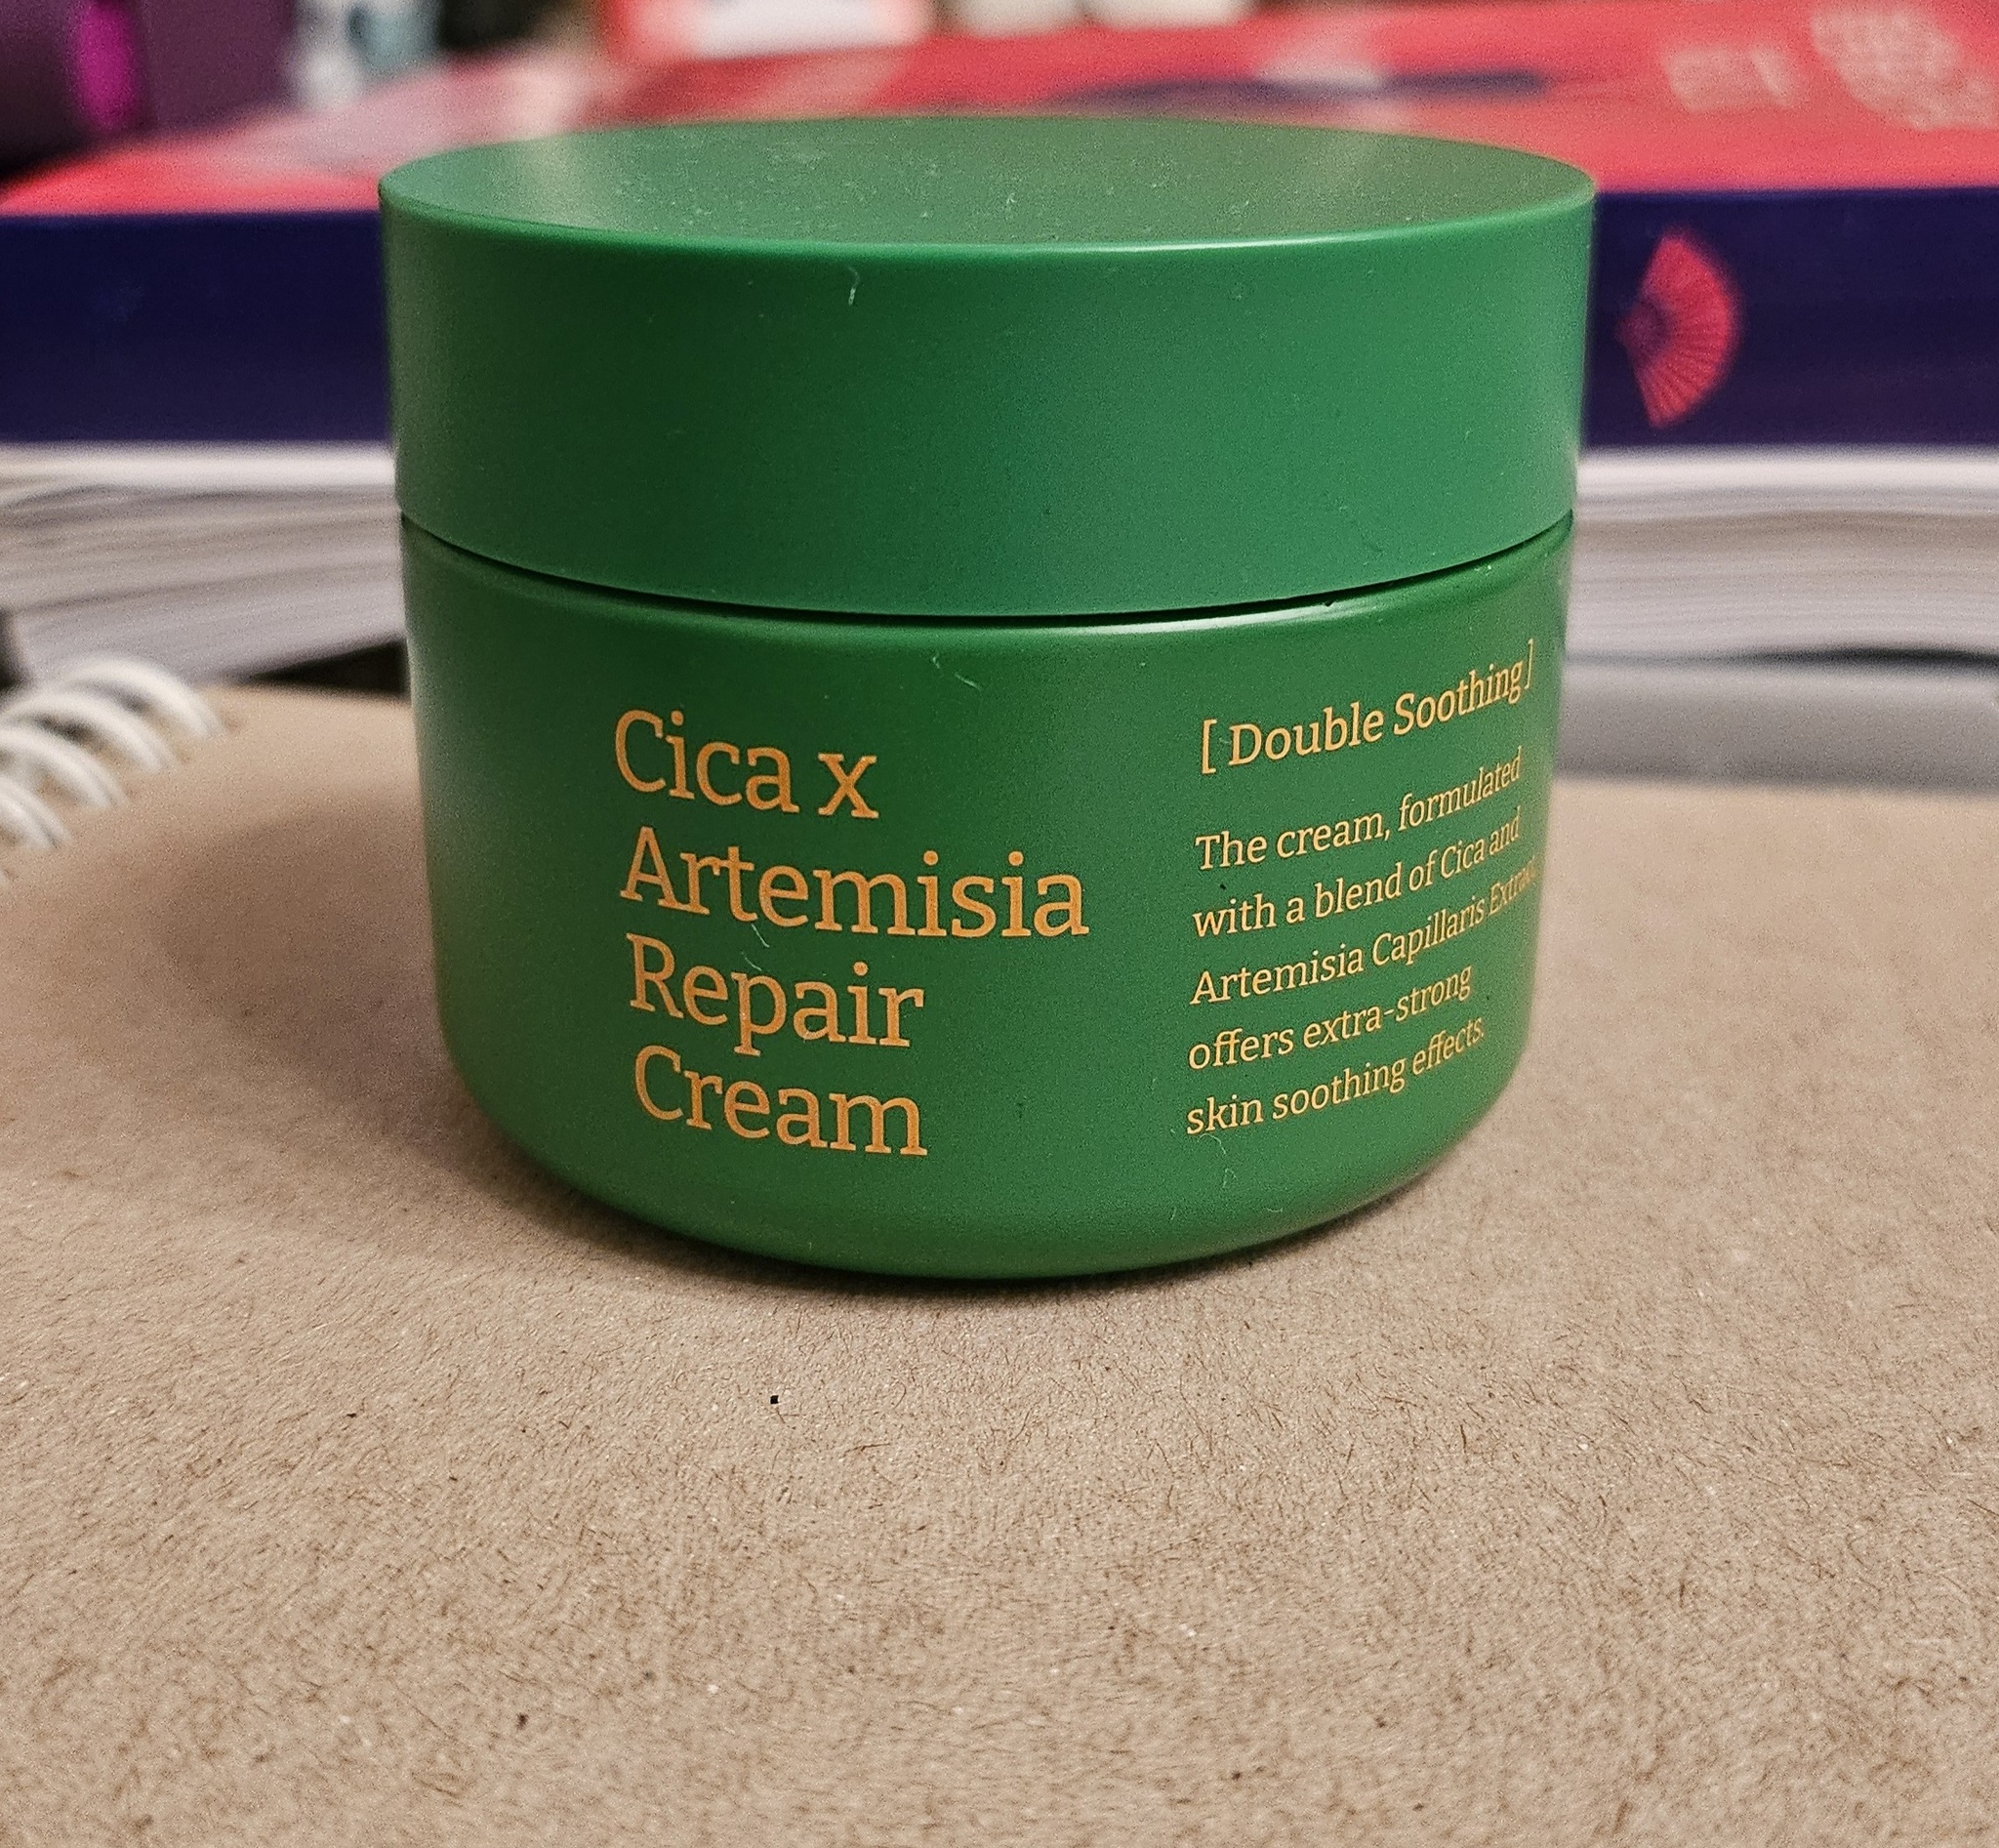 Cica x
Artemisia
Repair
Cream
[ Double Soothing ]
The cream, formulated
with a blend of Cica and
Artemisia Capillaris
offers extra-strong
skin soothing effects.